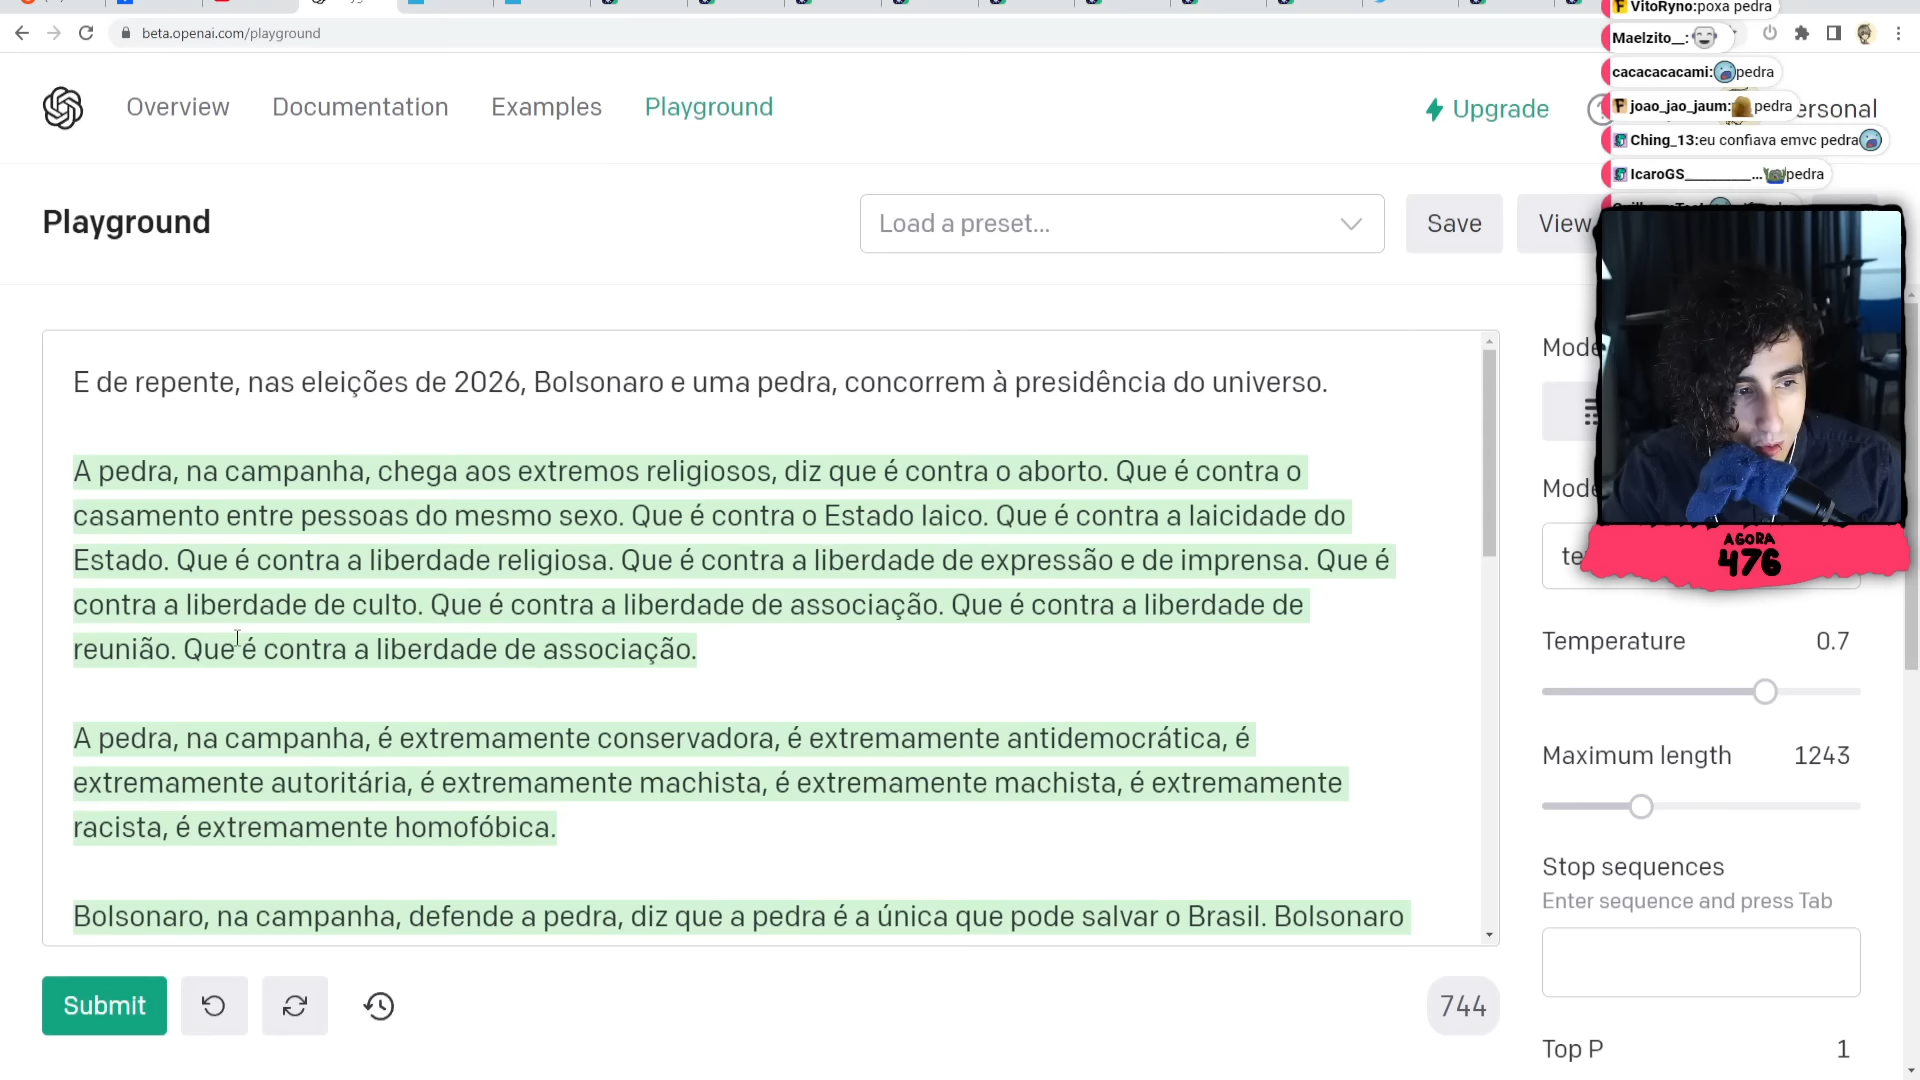 beta.openai.com/playground
VitoRyno:poxa pedra
Maelzito__:
cacacacacami: pedra
joao_jao_jaum: pedra
Ching_13:eu confiava emvc pedra
IcaroGS________... pedra
Overview
Documentation
Examples
Playground
Upgrade
ersonal
Playground
Load a preset...
Save
View
E de repente, nas eleições de 2026, Bolsonaro e uma pedra, concorrem à presidência do universo.
A pedra, na campanha, chega aos extremos religiosos, diz que é contra o aborto. Que é contra o
casamento entre pessoas do mesmo sexo. Que é contra o Estado laico. Que é contra a laicidade do
Estado. Que é contra a liberdade religiosa. Que é contra a liberdade de expressão e de imprensa. Que é
contra a liberdade de culto. Que é contra a liberdade de associação. Que é contra a liberdade de
reunião. Que é contra a liberdade de associação.
A pedra, na campanha, é extremamente conservadora, é extremamente antidemocrática, é
extremamente autoritária, é extremamente machista, é extremamente machista, é extremamente
racista, é extremamente homofóbica.
Bolsonaro, na campanha, defende a pedra, diz que a pedra é a única que pode salvar o Brasil. Bolsonaro
Submit
744
Mode
Mode
te
AGORA
476
Temperature 0.7
Maximum length 1243
Stop sequences
Enter sequence and press Tab
Top P 1